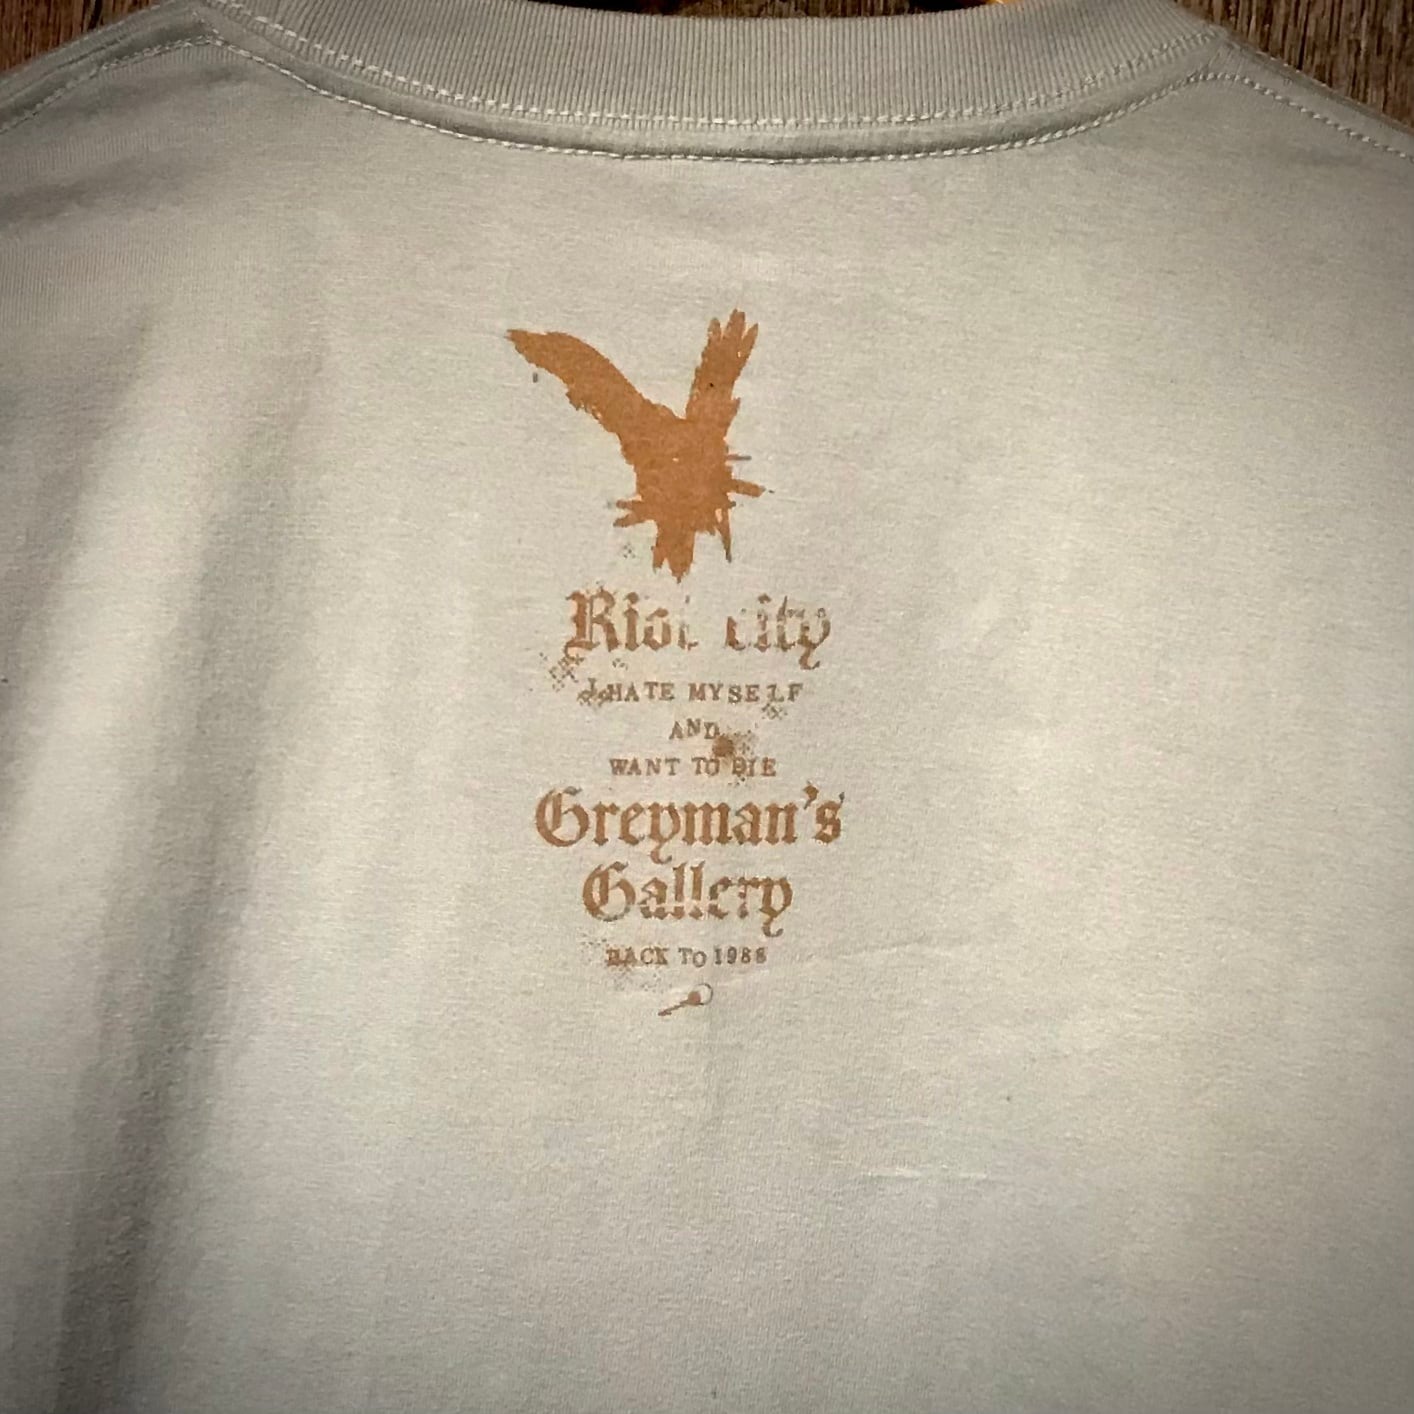 Riot city
I HATE MYSELF
AND
WANT TO DIE
Greyman's
Gallery
BACK TO 1988